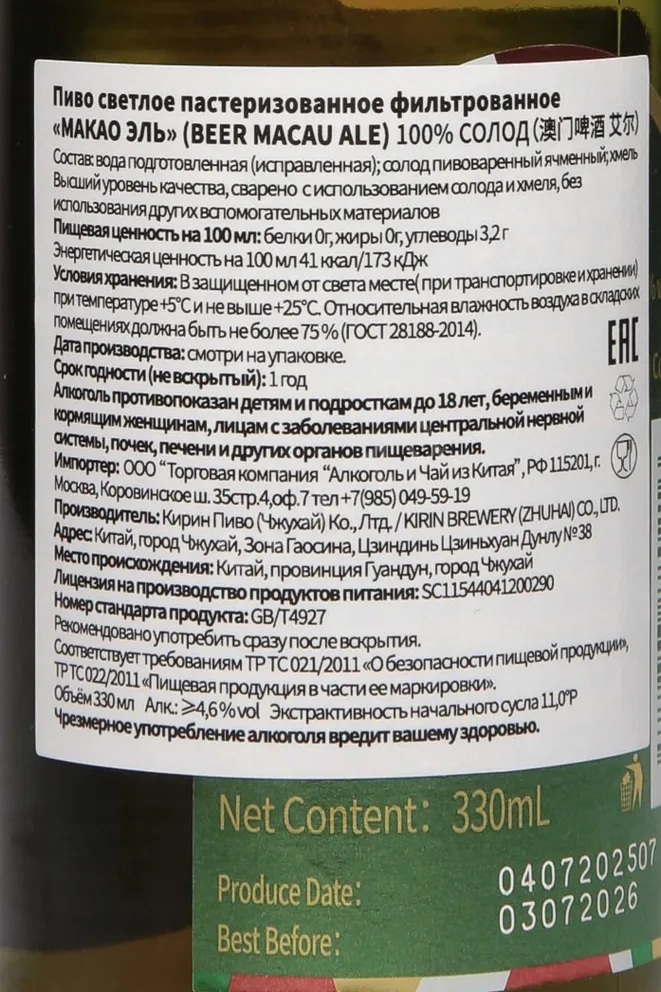 Пиво светлое пастеризованное фильтрованное
«МАКАО ЭЛЬ» (BEER MACAU ALE) 100% СОЛОД (澳门啤酒 艾尔)
Состав: вода подготовленная (исправленная); солод пивоваренный ячменный; хмель
Высший уровень качества, сварено с использованием солода и хмеля, без
использования других вспомогательных материалов
Пищевая ценность на 100 мл: белки 0г, жиры 0г, углеводы 3,2 г
Энергетическая ценность на 100 мл 41 ккал/173 кДж
Условия хранения: В защищенном от света месте( при транспортировке и хранении)
при температуре +5°C и не выше +25°C. Относительная влажность воздуха в складских
помещениях должна быть не более 75 % (ГОСТ 28188-2014).
Дата производства: смотри на упаковке.
EAC
Срок годности (не вскрытый): 1 год
Алкоголь противопоказан детям и подросткам до 18 лет, беременным и
кормящим женщинам, лицам с заболеваниями центральной нервной
системы, почек, печени и других органов пищеварения.
Импортер: ООО "Торговая компания "Алкоголь и Чай из Китая", РФ 115201, г.
Москва, Коровинское ш. 35стр.4,оф.7 тел +7(985) 049-59-19
Производитель: Кирин Пиво (Чжухай) Ко., Лтд. / KIRIN BREWERY (ZHUHAI) CO., LTD.
Адрес: Китай, город Чжухай, Зона Гаосина, Цзиндинь Цзиньхуан Дунлу № 38
Место происхождения: Китай, провинция Гуандун, город Чжухай
Лицензия на производство продуктов питания: SC11544041200290
Номер стандарта продукта: GB/T4927
Рекомендовано употребить сразу после вскрытия.
Соответствует требованиям ТР ТС 021/2011 «О безопасности пищевой продукции»,
ТР ТС 022/2011 «Пищевая продукция в части ее маркировки».
Объём 330 мл Алк.: ⩾4,6 % vol Экстрактивность начального сусла 11,0°P
Чрезмерное употребление алкоголя вредит вашему здоровью.
Net Content: 330mL
Produce Date: 0407202507
Best Before: 03072026